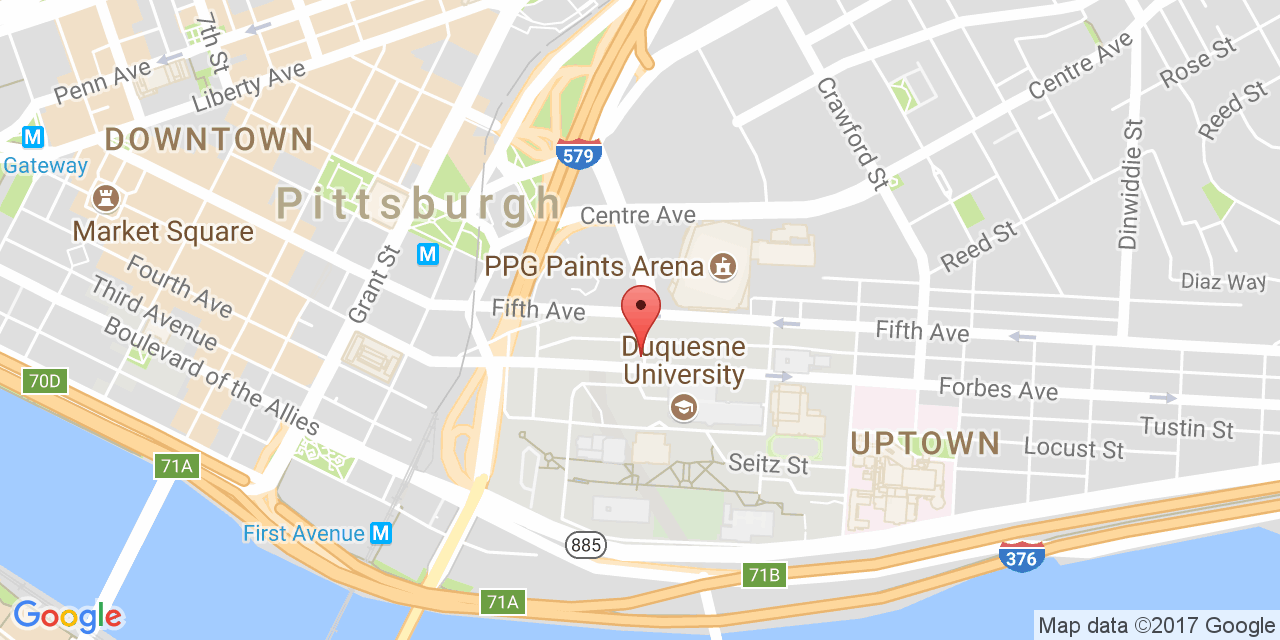 7th St
Penn Ave
Liberty Ave
Centre Ave
Rose St
Reed St
Crawford St
Dinwiddie St
M
Gateway
DOWNTOWN
579
Pittsburgh
Market Square
Centre Ave
Reed St
M
Grant St
PPG Paints Arena
Diaz Way
Fourth Ave
Third Avenue
Boulevard of the Allies
Fifth Ave
Fifth Ave
Duquesne
University
70D
Forbes Ave
Tustin St
UPTOWN
Locust St
71A
Seitz St
First Avenue M
885
376
71B
71A
Google
Map data ©2017 Google